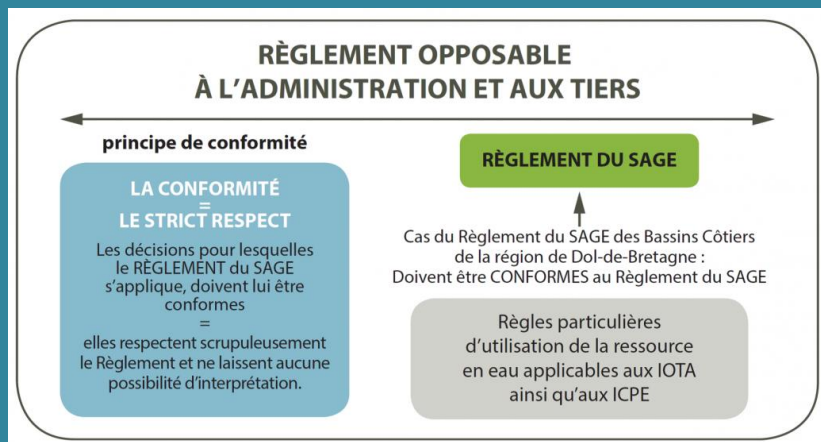 RÈGLEMENT OPPOSABLE
À L’ADMINISTRATION ET AUX TIERS
principe de conformité
LA CONFORMITÉ
=
LE STRICT RESPECT
Les décisions pour lesquelles
le RÈGLEMENT du SAGE
s’applique, doivent lui être
conformes
=
elles respectent scrupuleusement
le Règlement et ne laissent aucune
possibilité d’interprétation.
RÈGLEMENT DU SAGE
Cas du Règlement du SAGE des Bassins Côtiers
de la région de Dol-de-Bretagne :
Doivent être CONFORMES au Règlement du SAGE
Règles particulières
d’utilisation de la ressource
en eau applicables aux IOTA
ainsi qu’aux ICPE